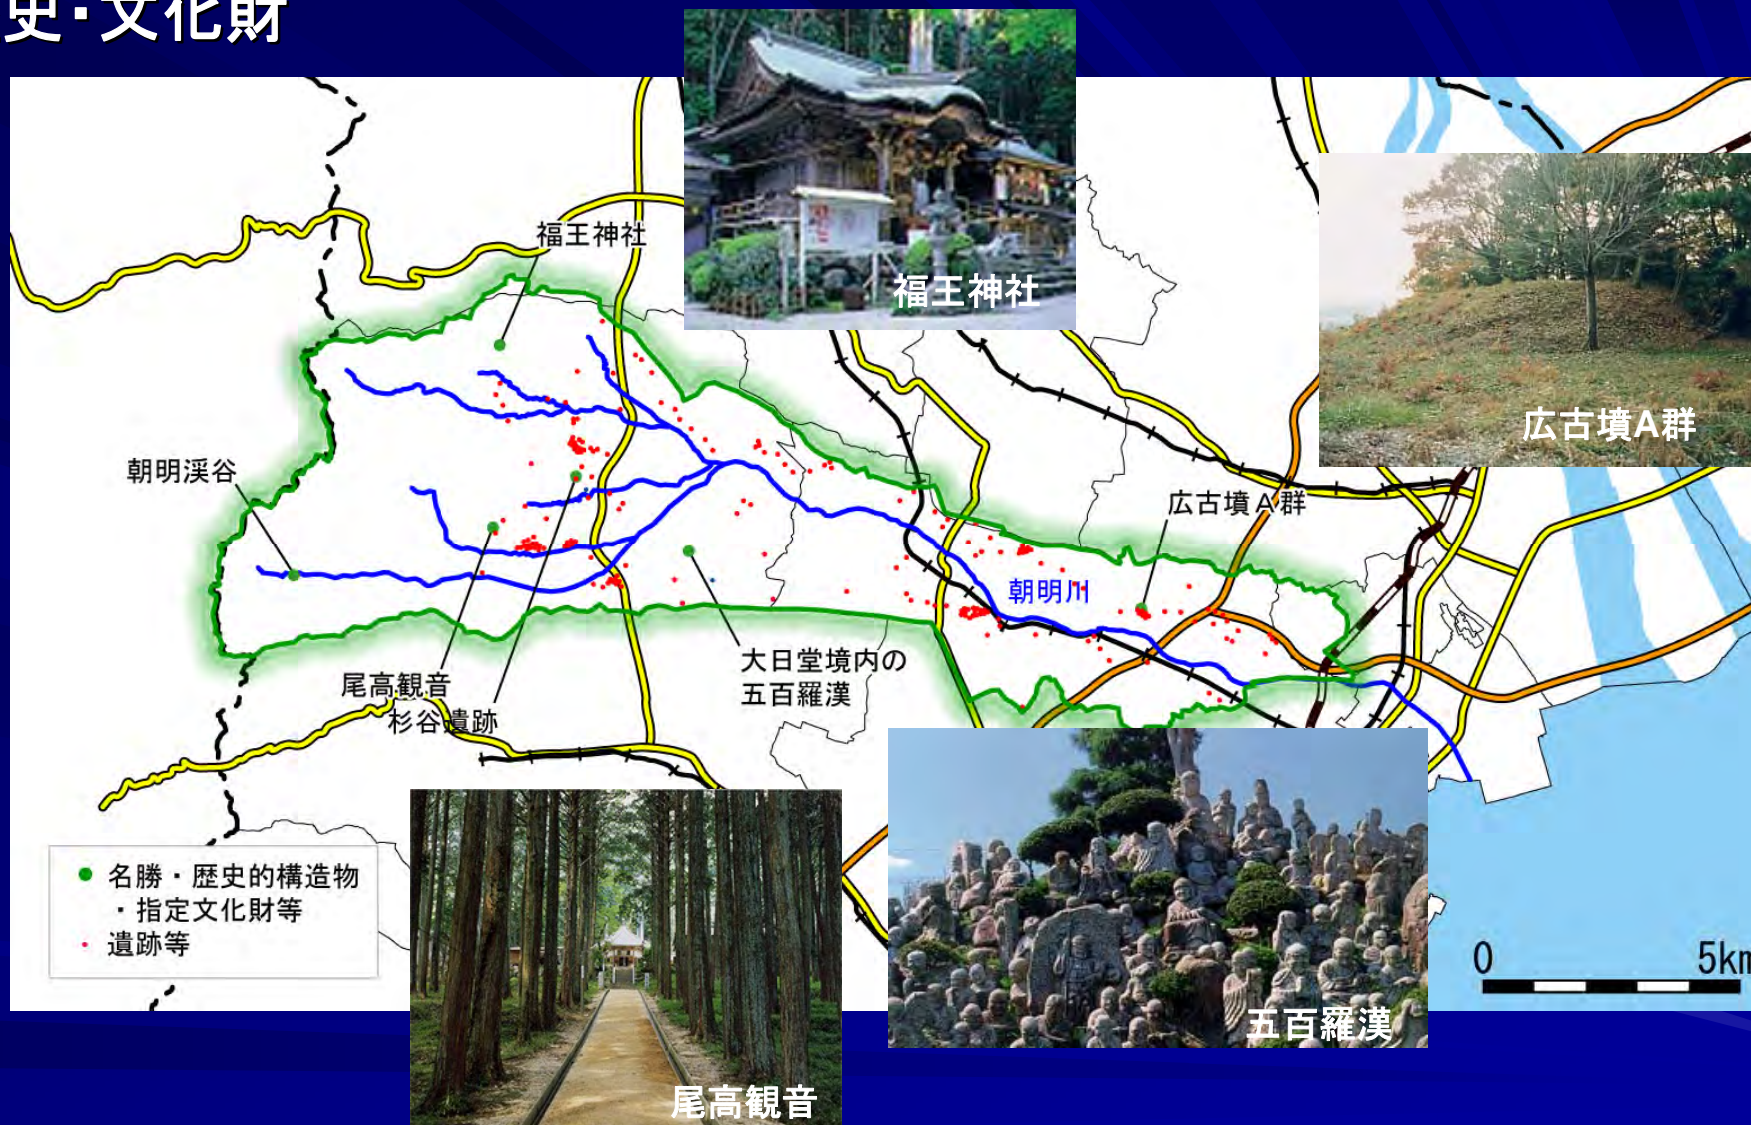 史・文化財
福王神社
福王神社
広古墳A群
朝明渓谷
広古墳A群
朝明川
大日堂境内の
五百羅漢
尾高観音
杉谷遺跡
名勝・歴史的構造物
・指定文化財等
遺跡等
五百羅漢
尾高観音
0 5km